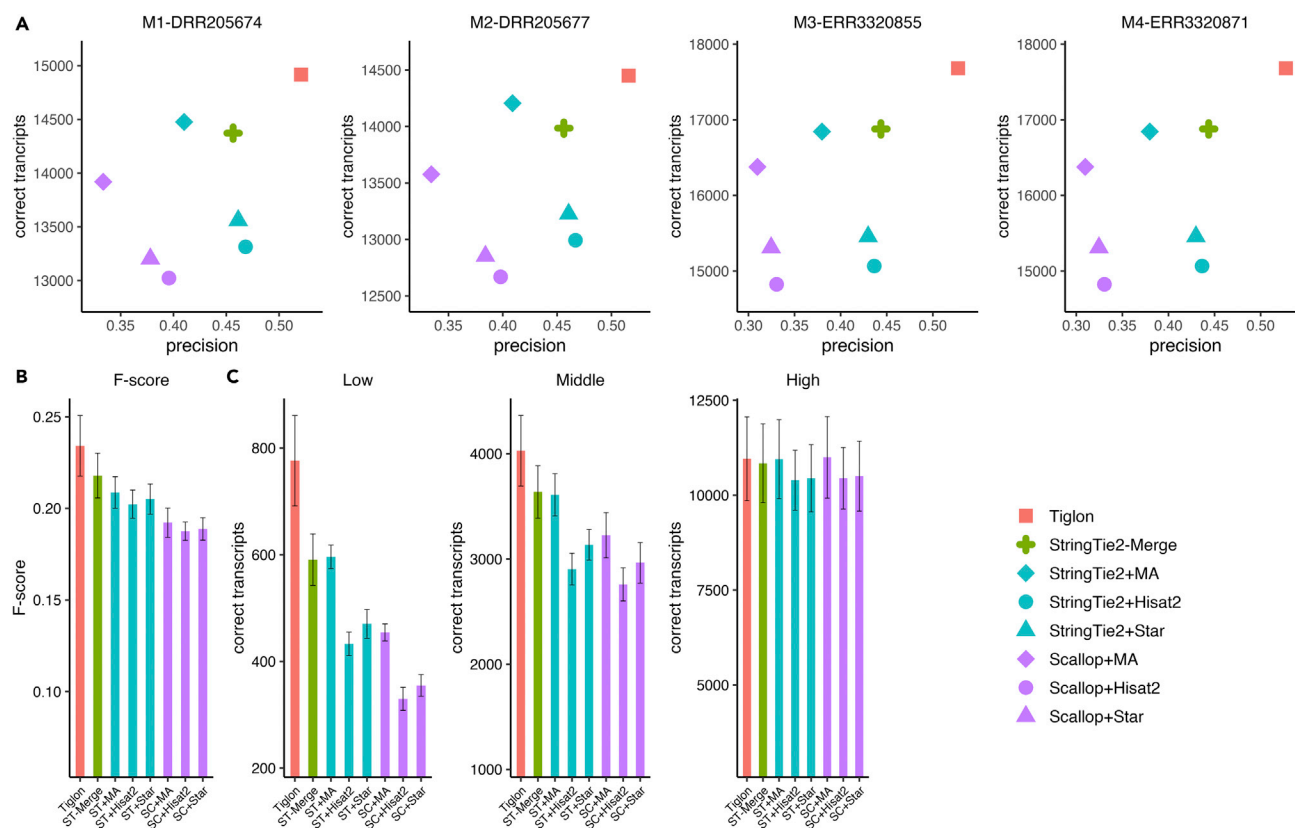 A
M1-DRR205674
M2-DRR205677
M3-ERR3320855
M4-ERR3320871
correct trancripts
15000
14500
14000
13500
13000
0.35 0.40 0.45 0.50
precision
correct trancripts
14500
14000
13500
13000
12500
0.35 0.40 0.45 0.50
precision
correct trancripts
18000
17000
16000
15000
0.30 0.35 0.40 0.45 0.50
precision
correct trancripts
18000
17000
16000
15000
0.30 0.35 0.40 0.45 0.50
precision
B
F-score
F-score
0.25
0.20
0.15
0.10
Tiglon
ST-Merge
ST+MA
ST+Hisat2
ST+Star
SC+MA
SC+Hisat2
SC+Star
C
Low
correct transcripts
800
600
400
200
Tiglon
ST-Merge
ST+MA
ST+Hisat2
ST+Star
SC+MA
SC+Hisat2
SC+Star
Middle
correct transcripts
4000
3000
2000
1000
Tiglon
ST-Merge
ST+MA
ST+Hisat2
ST+Star
SC+MA
SC+Hisat2
SC+Star
High
correct transcripts
12500
10000
7500
5000
Tiglon
ST-Merge
ST+MA
ST+Hisat2
ST+Star
SC+MA
SC+Hisat2
SC+Star
Tiglon
StringTie2-Merge
StringTie2+MA
StringTie2+Hisat2
StringTie2+Star
Scallop+MA
Scallop+Hisat2
Scallop+Star